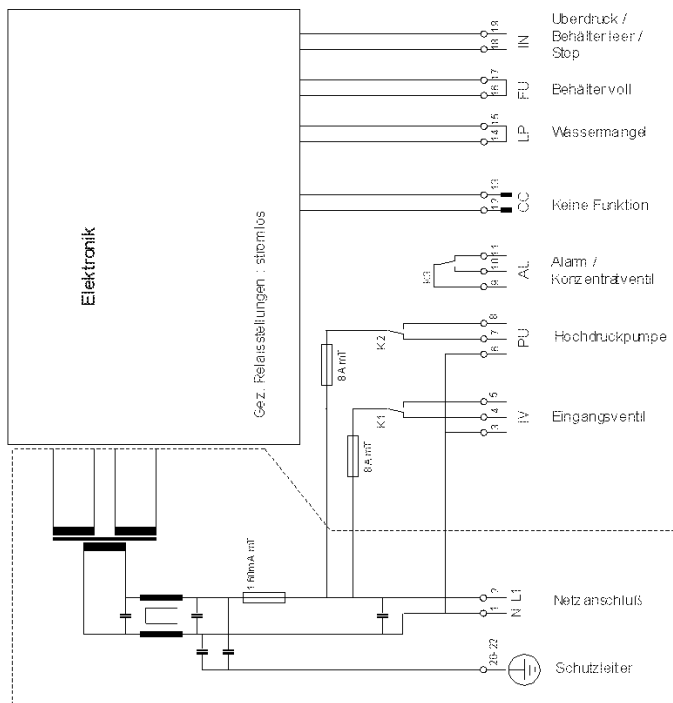 Elektronik
Gez. Relaisstellungen : stromlos
19
18
IN
Überdruck /
Behälter leer /
Stop
17
16
FU
Behälter voll
15
14
LP
Wassermangel
13
12
CC
Keine Funktion
11
10
9
K3
AL
Alarm /
Konzentratventil
8
7
6
K2
PU
Hochdruckpumpe
8A mT
5
4
3
K1
IV
Eingangsventil
8A mT
160mA mT
2
L1
1
N
Netzanschluß
20-22
Schutzleiter